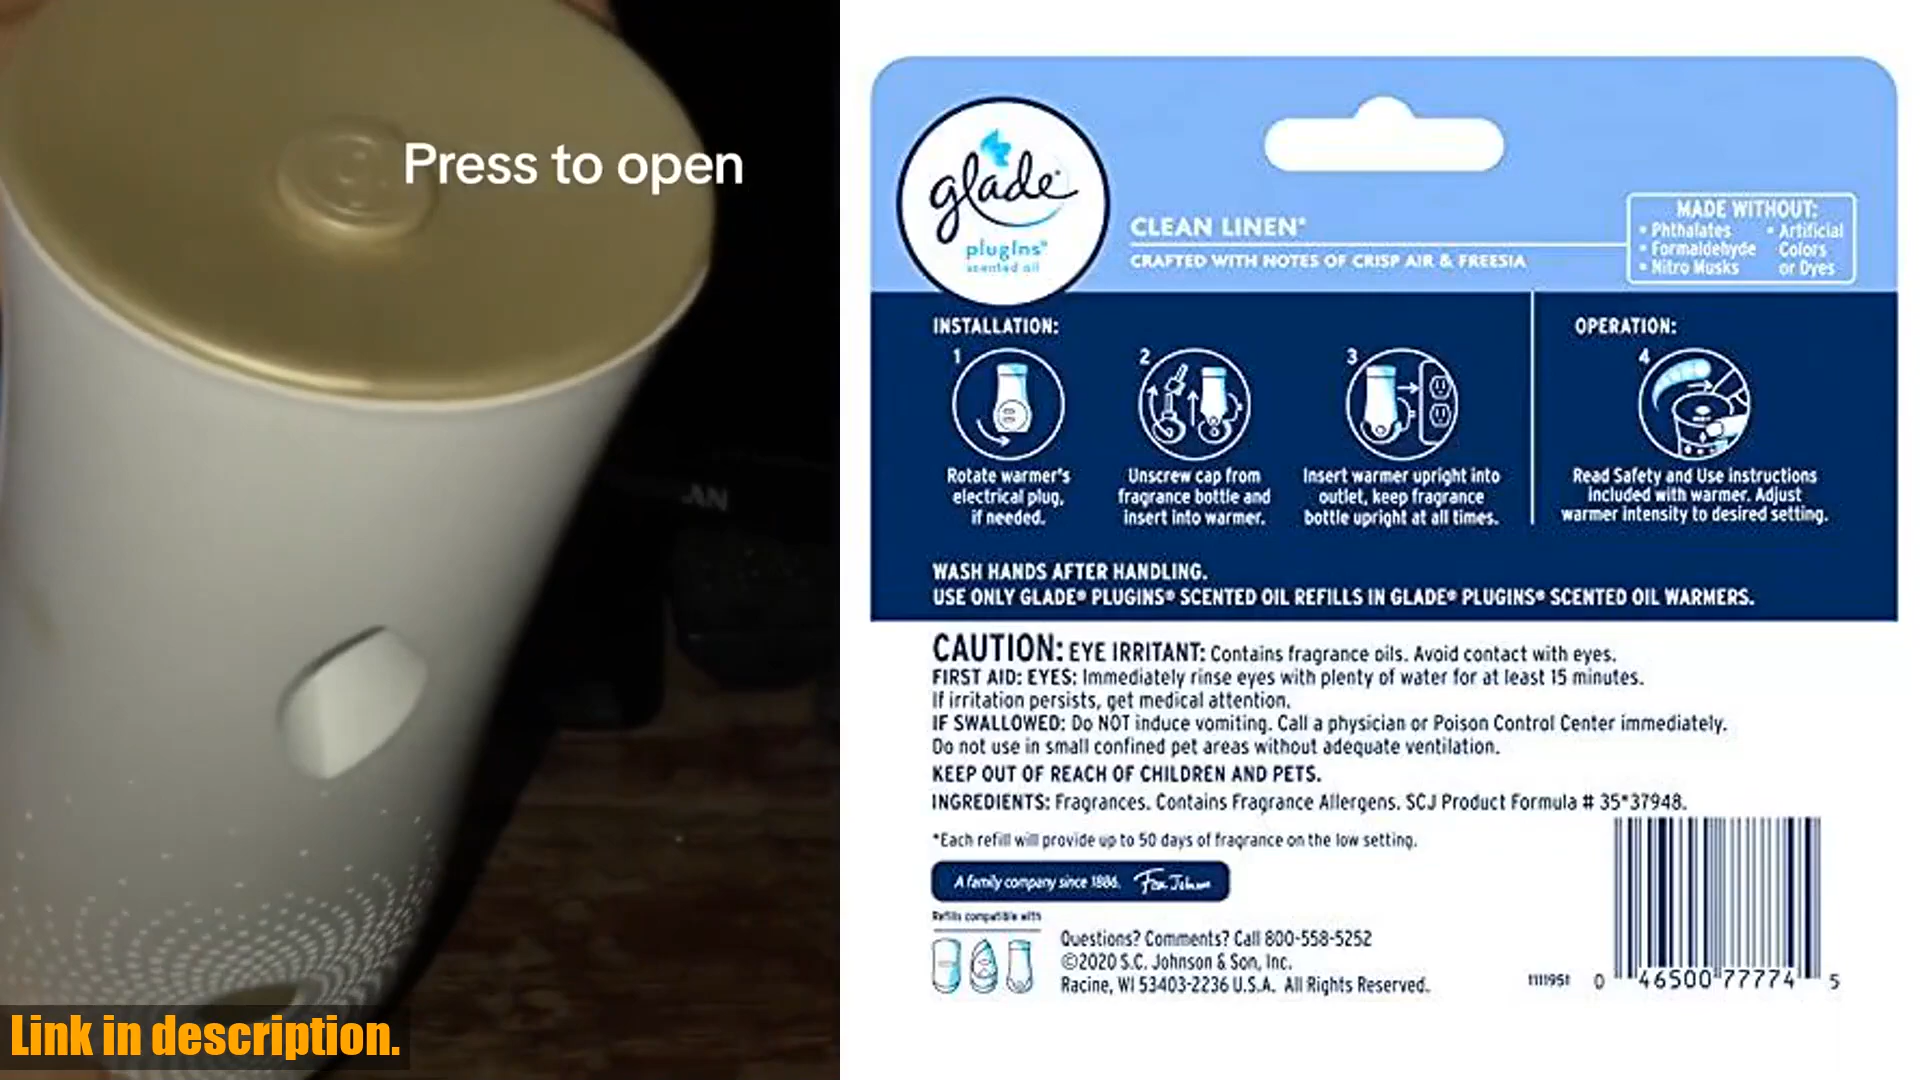 Press to open
AN
Link in description.
glade®
plugIns®
scented oil
CLEAN LINEN®
CRAFTED WITH NOTES OF CRISP AIR & FREESIA
MADE WITHOUT:
• Phthalates
• Formaldehyde
• Nitro Musks
• Artificial
Colors
or Dyes
INSTALLATION:
1
Rotate warmer's
electrical plug,
if needed.
2
Unscrew cap from
fragrance bottle and
insert into warmer.
3
Insert warmer upright into
outlet, keep fragrance
bottle upright at all times.
OPERATION:
4
Read Safety and Use instructions
included with warmer. Adjust
warmer intensity to desired setting.
WASH HANDS AFTER HANDLING.
USE ONLY GLADE® PLUGINS® SCENTED OIL REFILLS IN GLADE® PLUGINS® SCENTED OIL WARMERS.
CAUTION: EYE IRRITANT: Contains fragrance oils. Avoid contact with eyes.
FIRST AID: EYES: Immediately rinse eyes with plenty of water for at least 15 minutes.
If irritation persists, get medical attention.
IF SWALLOWED: Do NOT induce vomiting. Call a physician or Poison Control Center immediately.
Do not use in small confined pet areas without adequate ventilation.
KEEP OUT OF REACH OF CHILDREN AND PETS.
INGREDIENTS: Fragrances. Contains Fragrance Allergens. SCJ Product Formula # 35*37948.
*Each refill will provide up to 50 days of fragrance on the low setting.
A family company since 1886.
Refills compatible with
Questions? Comments? Call 800-558-5252
©2020 S.C. Johnson & Son, Inc.
Racine, WI 53403-2236 U.S.A. All Rights Reserved.
1111951
0 46500 77774 5